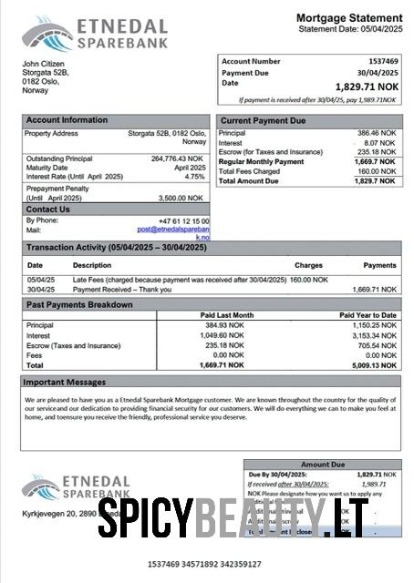 ETNEDAL
SPAREBANK
Mortgage Statement
Statement Date: 05/04/2025
John Citizen
Storgata 52B,
0182 Oslo,
Norway
Account Number 1537469
Payment Due 30/04/2025
Date 1,829.71 NOK
If payment is received after 30/04/25, pay 1,989.71NOK
Account Information
Property Address Storgata 52B, 0182 Oslo,
Norway
Outstanding Principal 264,776.43 NOK
Maturity Date April 2025
Interest Rate (Until April 2025) 4.75%
Prepayment Penalty
(Until April 2025) 3,500.00 NOK
Current Payment Due
Principal 386.46 NOK
Interest 8.07 NOK
Escrow (for Taxes and Insurance) 235.18 NOK
Regular Monthly Payment 1,669.7 NOK
Total Fees Charged 160.00 NOK
Total Amount Due 1,829.7 NOK
Contact Us
By Phone: +47 61 12 15 00
Mail: post@etnedalspareban
k.no
Transaction Activity (05/04/2025 – 30/04/2025)
Date Description Charges Payments
05/04/25 Late Fees (charged because payment was received after 30/04/2025) 160.00 NOK
30/04/25 Payment Received – Thank you 1,669.71 NOK
Past Payments Breakdown
Paid Last Month Paid Year to Date
Principal 384.93 NOK 1,150.25 NOK
Interest 1,049.60 NOK 3,153.34 NOK
Escrow (Taxes and Insurance) 235.18 NOK 705.54 NOK
Fees 0.00 NOK 0.00 NOK
Total 1,669.71 NOK 5,009.13 NOK
Important Messages
We are pleased to have you as a Etnedal Sparebank Mortgage customer. We are known throughout the country for the quality of
our serviceand our dedication to providing financial security for our customers. We will do everything we can to make you feel at
home, and toensure you receive the friendly, professional service you deserve.
ETNEDAL
SPAREBANK
Kyrkjevegen 20, 2890
Amount Due
Due By 30/04/2025: 1,829.71 NOK
If received after 30/04/2025: 1,989.71
NOK Please designate how you want us to apply any
SPICYBEAUTY.LT
1537469 34571892 342359127